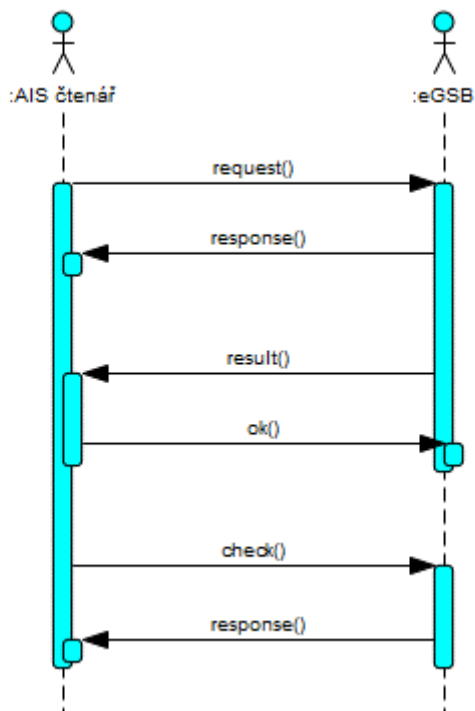 :AIS čtenář
:eGSB
request()
response()
result()
ok()
check()
response()